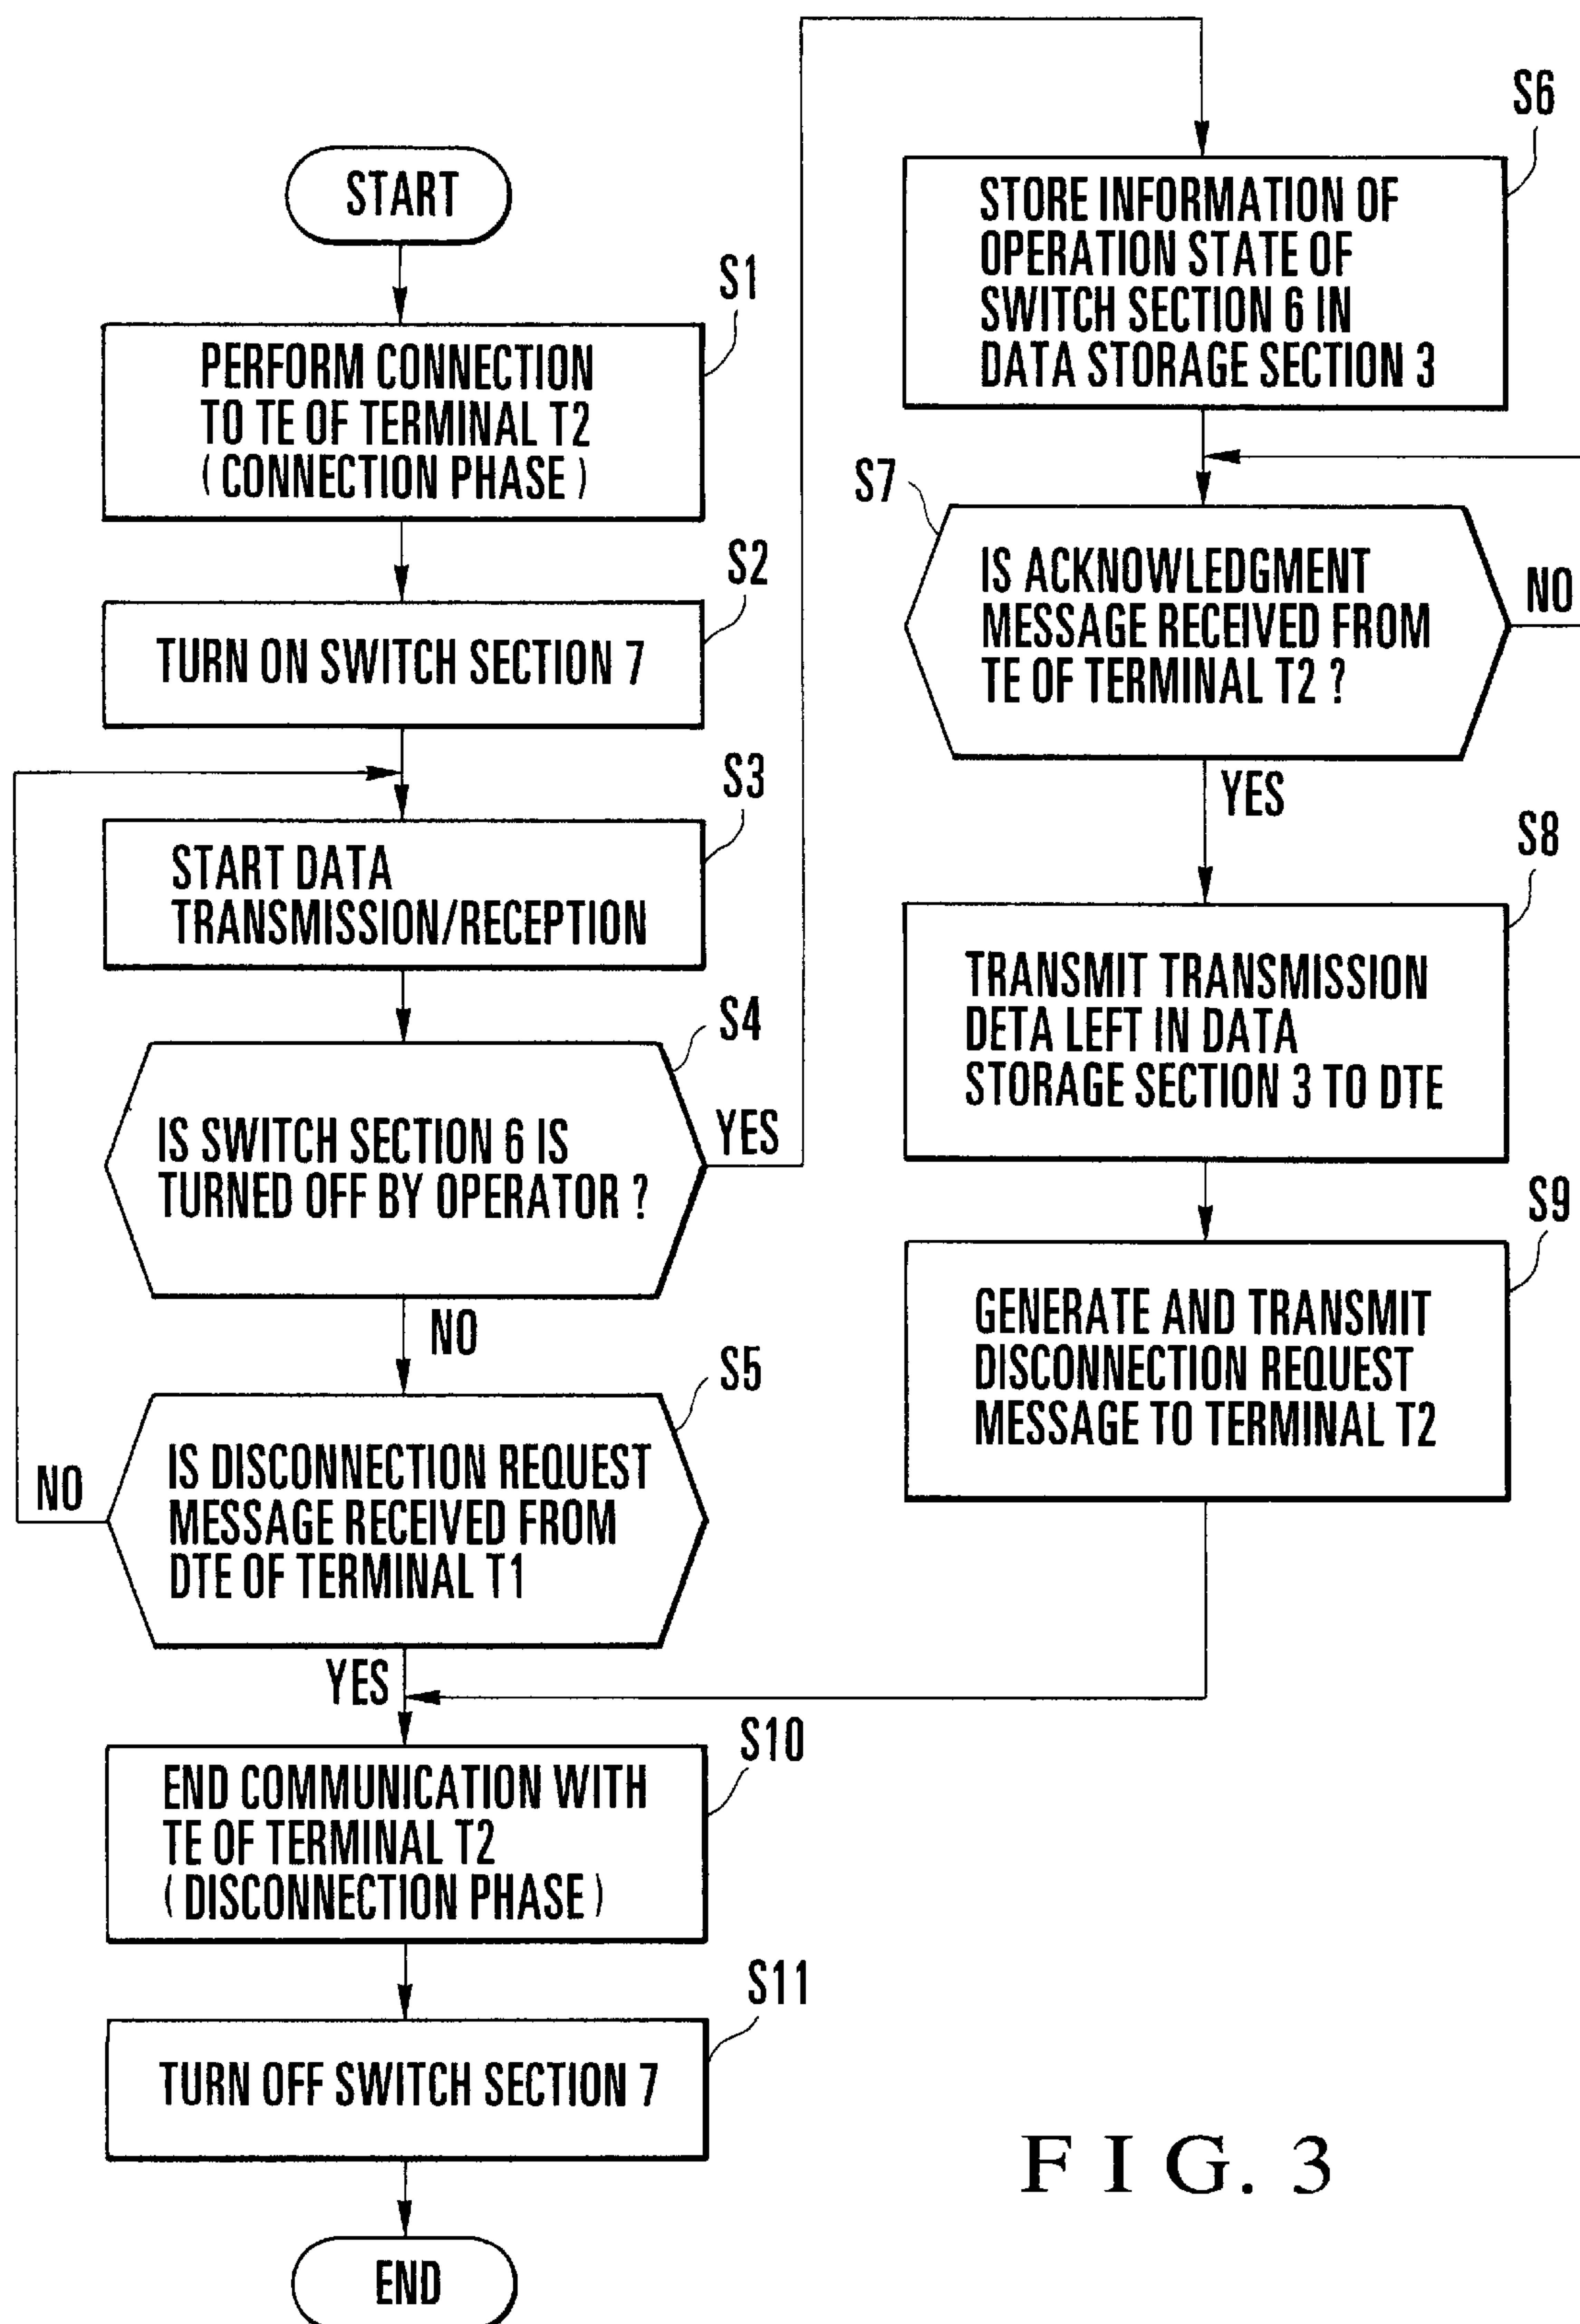 START
S1
PERFORM CONNECTION
TO TE OF TERMINAL T2
( CONNECTION PHASE )
S2
TURN ON SWITCH SECTION 7
S3
START DATA
TRANSMISSION/RECEPTION
S4
IS SWITCH SECTION 6 IS
TURNED OFF BY OPERATOR ?
YES
NO
S5
IS DISCONNECTION REQUEST
MESSAGE RECEIVED FROM
DTE OF TERMINAL T1
NO
YES
S6
STORE INFORMATION OF
OPERATION STATE OF
SWITCH SECTION 6 IN
DATA STORAGE SECTION 3
S7
IS ACKNOWLEDGMENT
MESSAGE RECEIVED FROM
TE OF TERMINAL T2 ?
NO
YES
S8
TRANSMIT TRANSMISSION
DETA LEFT IN DATA
STORAGE SECTION 3 TO DTE
S9
GENERATE AND TRANSMIT
DISCONNECTION REQUEST
MESSAGE TO TERMINAL T2
S10
END COMMUNICATION WITH
TE OF TERMINAL T2
( DISCONNECTION PHASE )
S11
TURN OFF SWITCH SECTION 7
END
FIG. 3